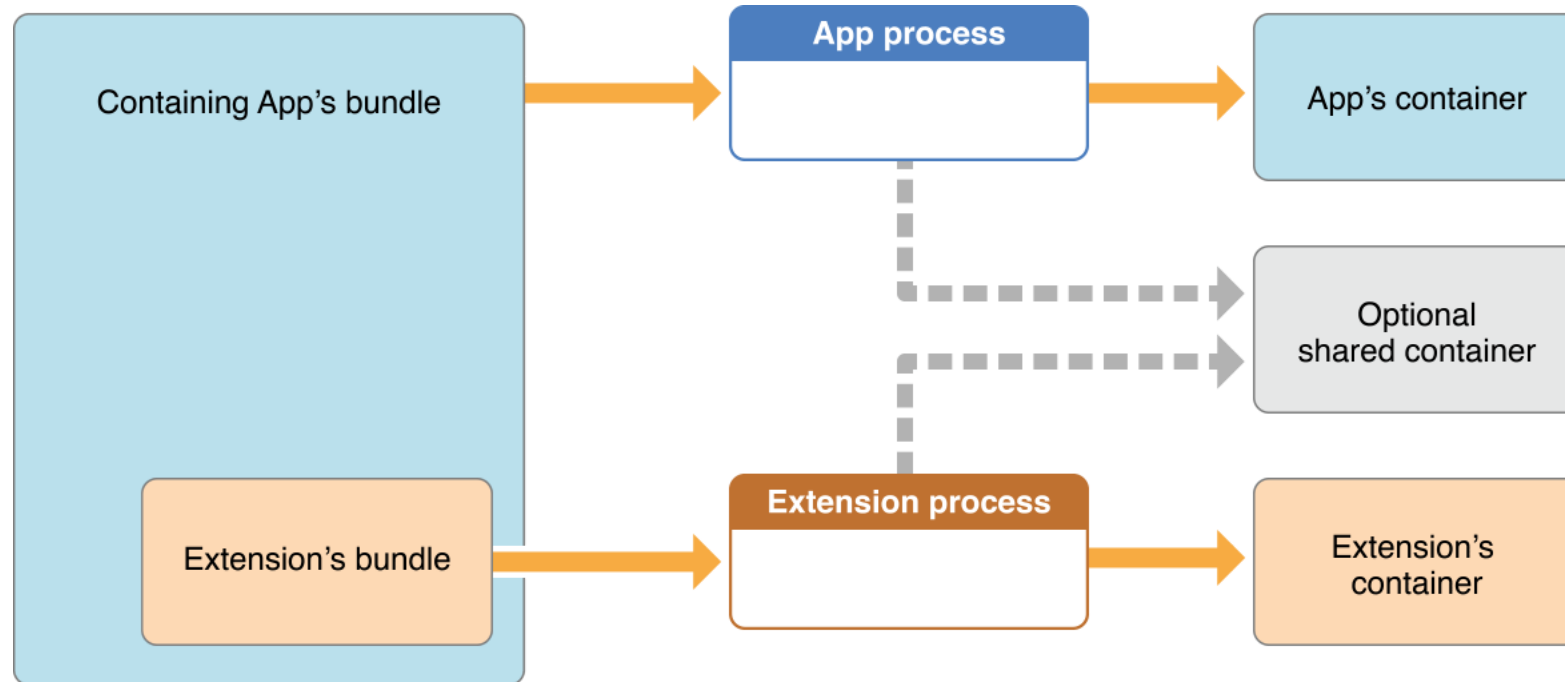 Containing App’s bundle
App process
App’s container
Optional
shared container
Extension’s bundle
Extension process
Extension’s
container